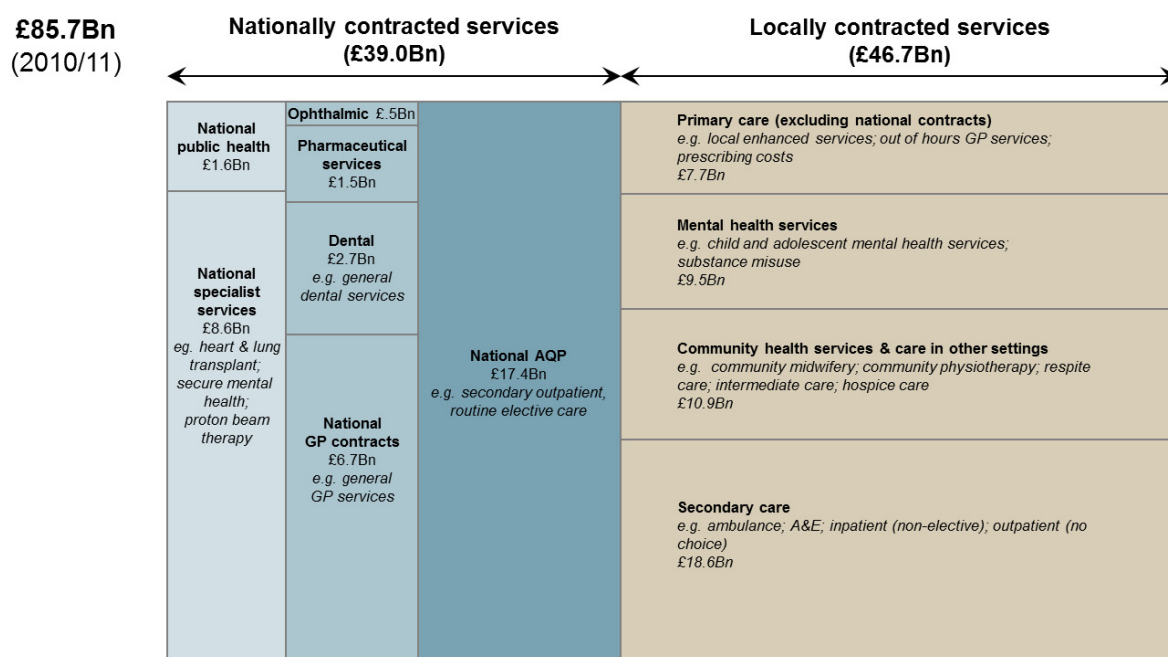 £85.7Bn
(2010/11)
Nationally contracted services
(£39.0Bn)
Locally contracted services
(£46.7Bn)
National
public health
£1.6Bn
National
specialist
services
£8.6Bn
eg. heart & lung
transplant;
secure mental
health;
proton beam
therapy
Ophthalmic £.5Bn
Pharmaceutical
services
£1.5Bn
Dental
£2.7Bn
e.g. general
dental services
National
GP contracts
£6.7Bn
e.g. general
GP services
National AQP
£17.4Bn
e.g. secondary outpatient,
routine elective care
Primary care (excluding national contracts)
e.g. local enhanced services; out of hours GP services;
prescribing costs
£7.7Bn
Mental health services
e.g. child and adolescent mental health services;
substance misuse
£9.5Bn
Community health services & care in other settings
e.g. community midwifery; community physiotherapy; respite
care; intermediate care; hospice care
£10.9Bn
Secondary care
e.g. ambulance; A&E; inpatient (non-elective); outpatient (no
choice)
£18.6Bn